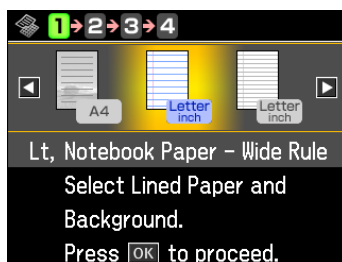 1 2 3 4
A4 Letter inch Letter inch
Lt, Notebook Paper – Wide Rule
Select Lined Paper and
Background.
Press OK to proceed.